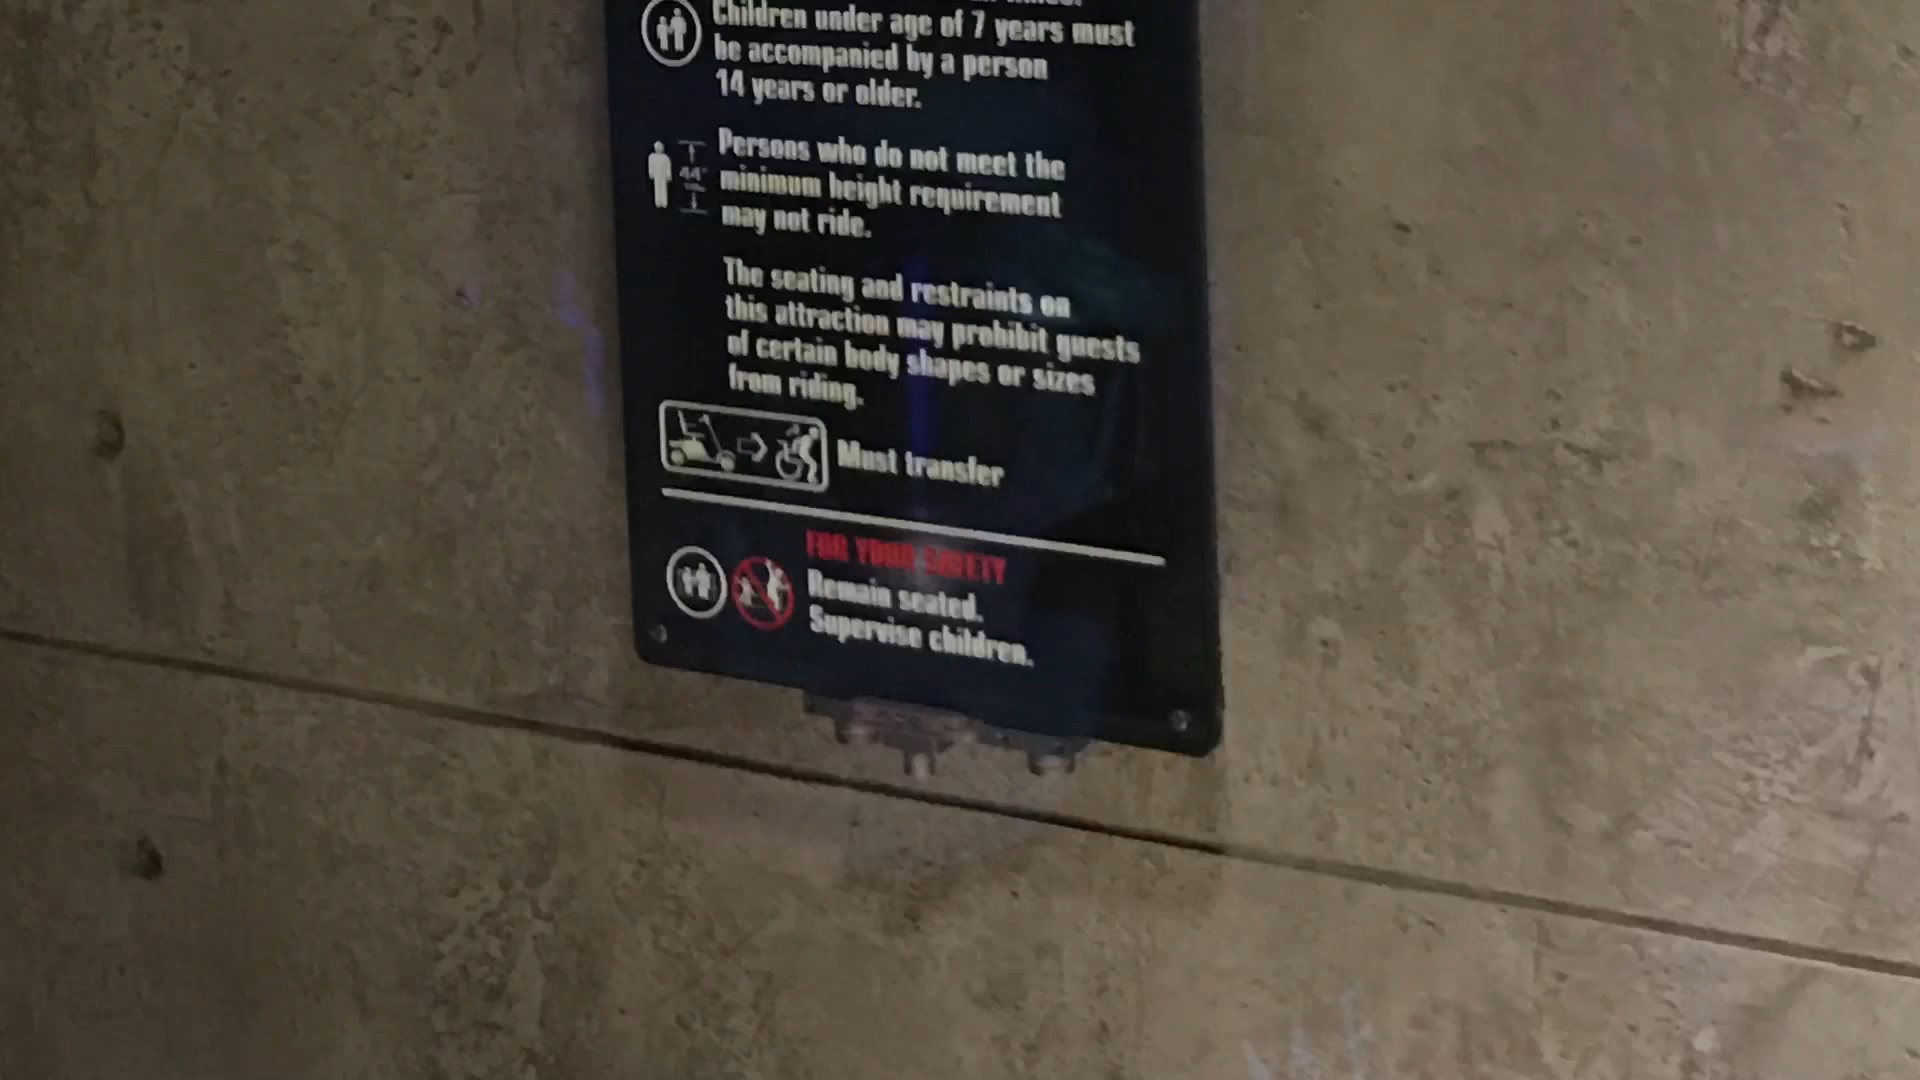 Children under age of 7 years must
be accompanied by a person
14 years or older.
44"
Persons who do not meet the
minimum height requirement
may not ride.
The seating and restraints on
this attraction may prohibit guests
of certain body shapes or sizes
from riding.
Must transfer
FOR YOUR SAFETY
Remain seated.
Supervise children.